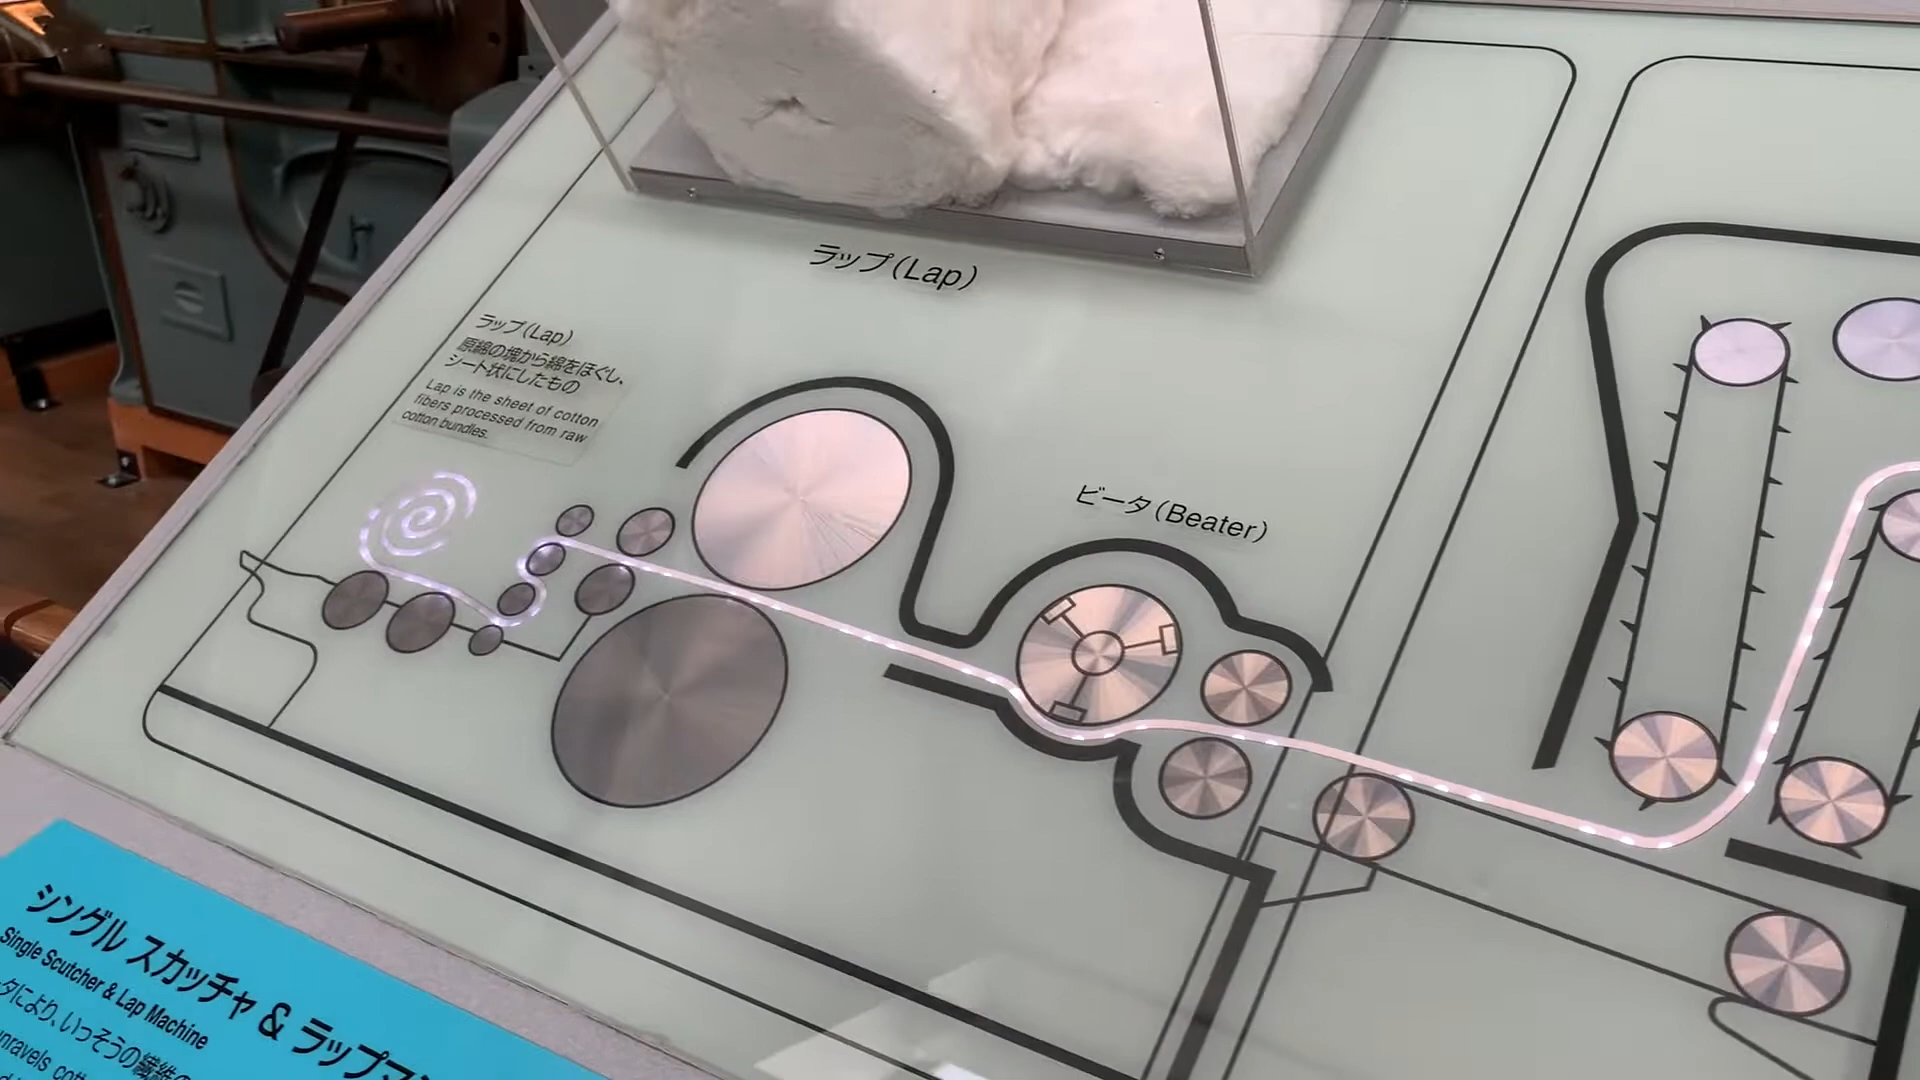 ラップ(Lap)
ラップ(Lap)
原綿の塊から綿をほぐし、
シート状にしたもの
Lap is the sheet of cotton
fibers processed from raw
cotton bundles.
ビータ(Beater)
シングル スカッチャ & ラップマシ
Single Scutcher & Lap Machine
ータにより、いっそうの繊維の
unravels